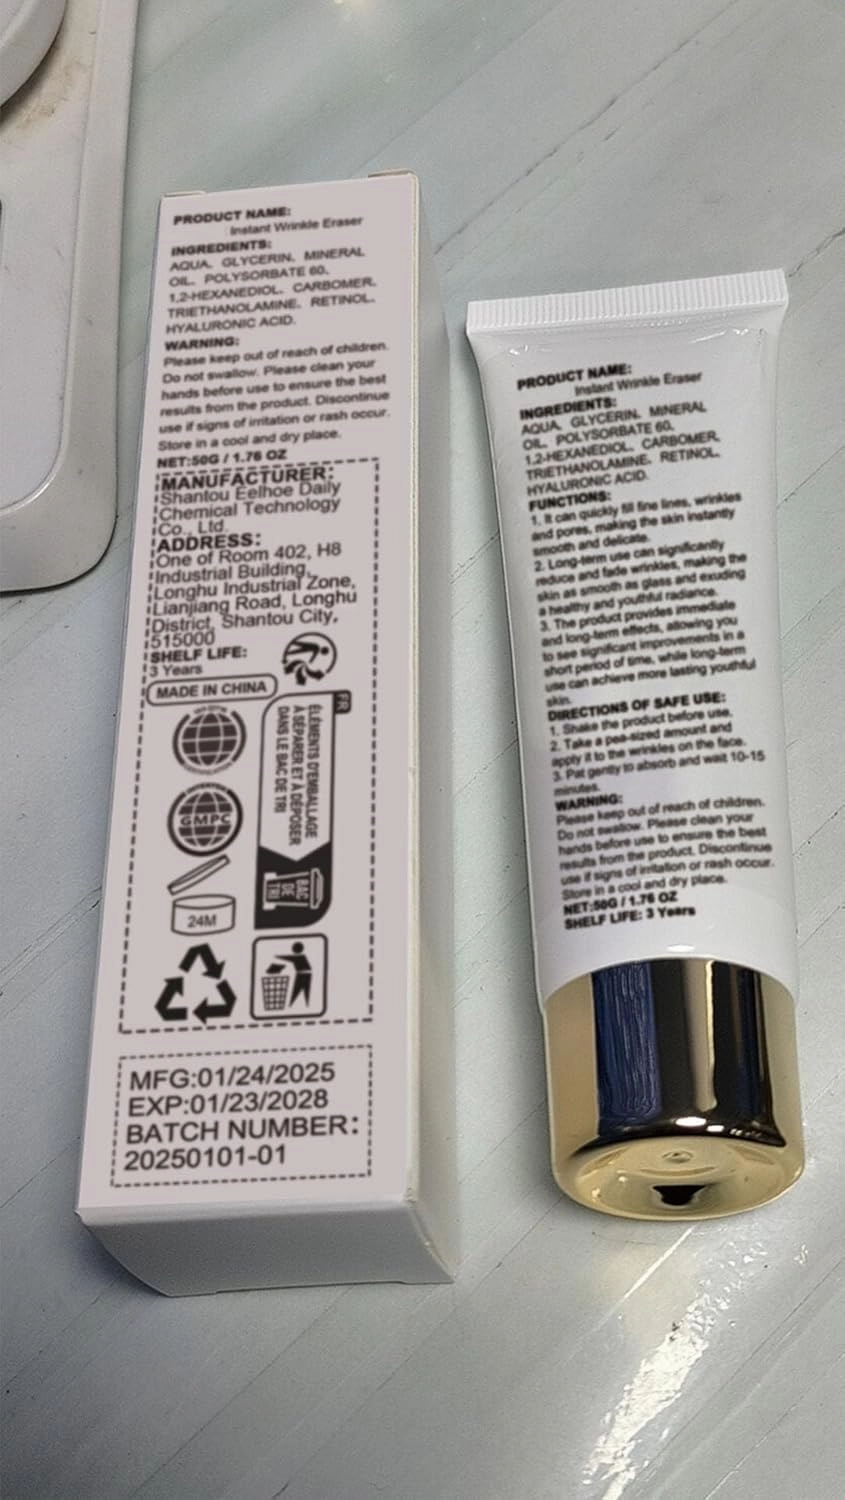 PRODUCT NAME:
Instant Wrinkle Eraser
INGREDIENTS:
AQUA、GLYCERIN、MINERAL
OIL、POLYSORBATE 60、
1,2-HEXANEDIOL、CARBOMER、
TRIETHANOLAMINE、RETINOL、
HYALURONIC ACID.
WARNING:
Please keep out of reach of children.
Do not swallow. Please clean your
hands before use to ensure the best
results from the product. Discontinue
use if signs of irritation or rash occur.
Store in a cool and dry place.
NET:50G / 1.76 OZ
MANUFACTURER:
Shantou Eelhoe Daily
Chemical Technology
Co., Ltd.
ADDRESS:
One of Room 402, H8
Industrial Building,
Longhu Industrial Zone,
Lianjiang Road, Longhu
District, Shantou City,
515000
SHELF LIFE:
3 Years
MADE IN CHINA
FR
ÉLÉMENTS D'EMBALLAGE
À SÉPARER ET À DÉPOSER
DANS LE BAC DE TRI
BAC
DE
TRI
GMPC
24M
MFG:01/24/2025
EXP:01/23/2028
BATCH NUMBER:
20250101-01
PRODUCT NAME:
Instant Wrinkle Eraser
INGREDIENTS:
AQUA、GLYCERIN、MINERAL
OIL、POLYSORBATE 60、
1,2-HEXANEDIOL、CARBOMER、
TRIETHANOLAMINE、RETINOL、
HYALURONIC ACID.
FUNCTIONS:
1. It can quickly fill fine lines, wrinkles
and pores, making the skin instantly
smooth and delicate.
2. Long-term use can significantly
reduce and fade wrinkles, making the
skin as smooth as glass and exuding
a healthy and youthful radiance.
3. The product provides immediate
and long-term effects, allowing you
to see significant improvements in a
short period of time, while long-term
use can achieve more lasting youthful
skin.
DIRECTIONS OF SAFE USE:
1. Shake the product before use.
2. Take a pea-sized amount and
apply it to the wrinkles on the face.
3. Pat gently to absorb and wait 10-15
minutes.
WARNING:
Please keep out of reach of children.
Do not swallow. Please clean your
hands before use to ensure the best
results from the product. Discontinue
use if signs of irritation or rash occur.
Store in a cool and dry place.
NET:50G / 1.76 OZ
SHELF LIFE: 3 Years